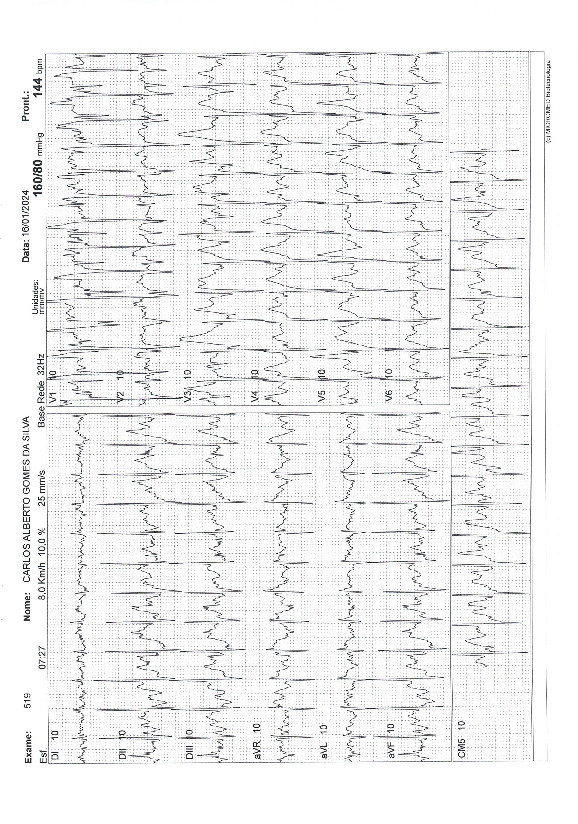 Exame: 519 Nome: CARLOS ALBERTO GOMES DA SILVA Data: 16/01/2024 Pront.:
Esf 07:27 8,0 Km/h 10,0 % 25 mm/s Base Rede 32Hz Unidades: mm/mV 160/80 mmHg 144 bpm
DI 10
DII 10
DIII 10
aVR 10
aVL 10
aVF 10
V1 10
V2 10
V3 10
V4 10
V5 10
V6 10
CM5 10
(c) MICROMED Biotecnologia